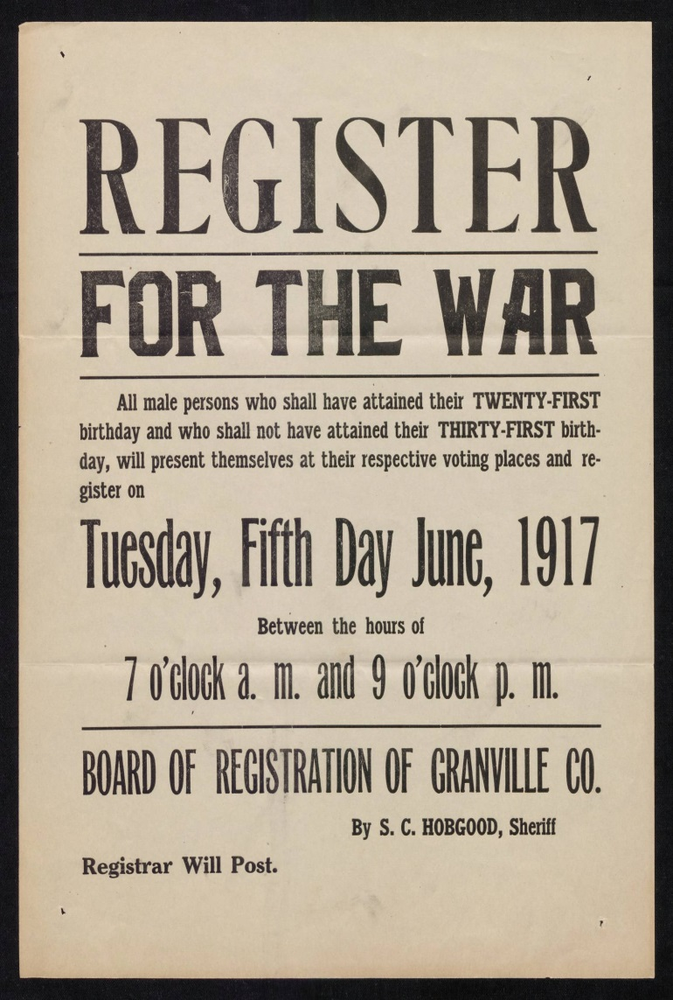 REGISTER
FOR THE WAR
All male persons who shall have attained their TWENTY-FIRST
birthday and who shall not have attained their THIRTY-FIRST birth-
day, will present themselves at their respective voting places and re-
gister on
Tuesday, Fifth Day June, 1917
Between the hours of
7 o'clock a. m. and 9 o'clock p. m.
BOARD OF REGISTRATION OF GRANVILLE CO.
By S. C. HOBGOOD, Sheriff
Registrar Will Post.